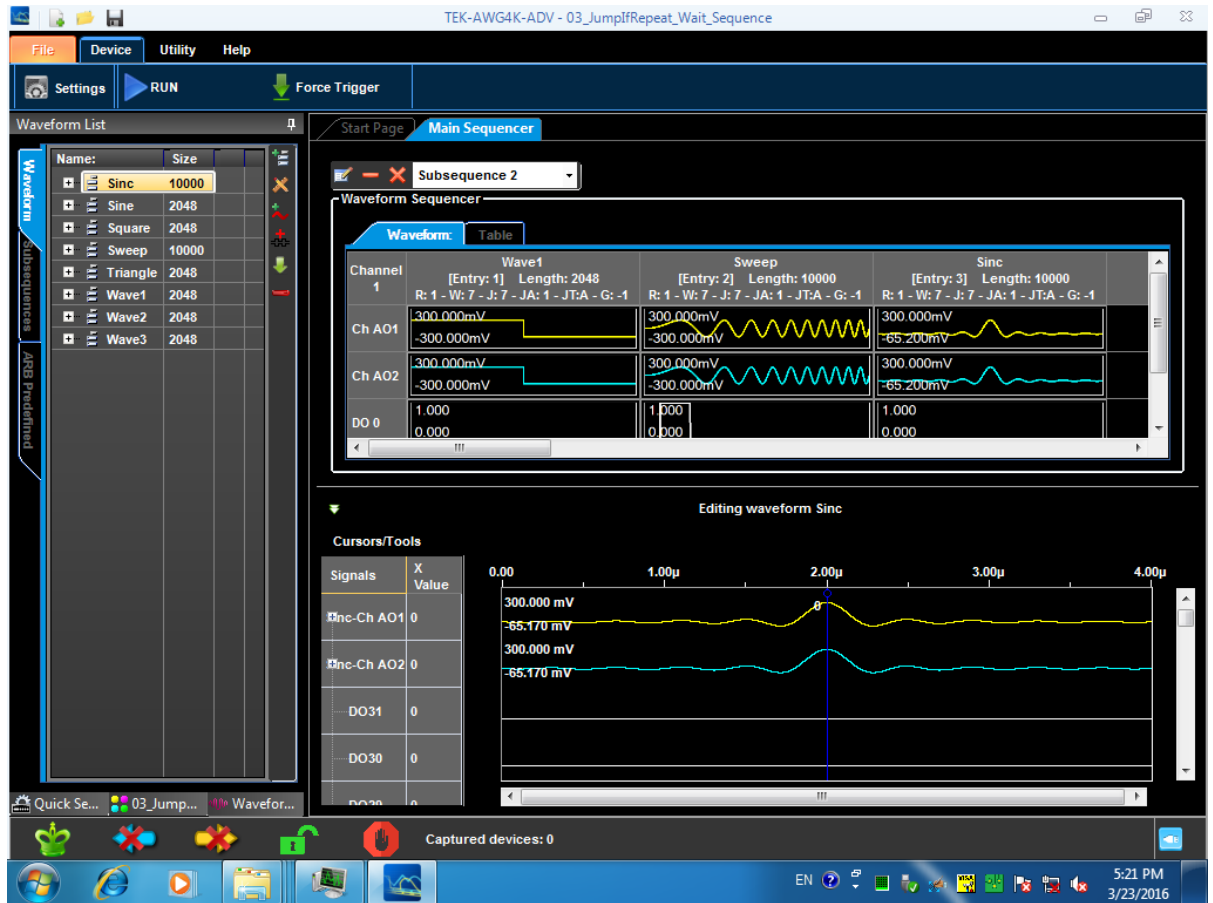 TEK-AWG4K-ADV - 03_JumpIfRepeat_Wait_Sequence
File Device Utility Help
Settings RUN Force Trigger
Waveform List
Start Page Main Sequencer
Waveform
Subsequences
ARB Predefined
Name: Size
Sinc 10000
Sine 2048
Square 2048
Sweep 10000
Triangle 2048
Wave1 2048
Wave2 2048
Wave3 2048
Subsequence 2
Waveform Sequencer
Waveform: Table
Channel 1
Wave1
[Entry: 1] Length: 2048
R: 1 - W: 7 - J: 7 - JA: 1 - JT:A - G: -1
Sweep
[Entry: 2] Length: 10000
R: 1 - W: 7 - J: 7 - JA: 1 - JT:A - G: -1
Sinc
[Entry: 3] Length: 10000
R: 1 - W: 7 - J: 7 - JA: 1 - JT:A - G: -1
Ch AO1
300.000mV 300.000mV 300.000mV
-300.000mV -300.000mV -65.200mV
Ch AO2
300.000mV 300.000mV 300.000mV
-300.000mV -300.000mV -65.200mV
DO 0
1.000 1.000 1.000
0.000 0.000 0.000
Editing waveform Sinc
Cursors/Tools
Signals X Value
0.00 1.00µ 2.00µ 3.00µ 4.00µ
nc-Ch AO1 0
300.000 mV
-65.170 mV
0
nc-Ch AO2 0
300.000 mV
-65.170 mV
DO31 0
DO30 0
DO29 0
Quick Se... 03_Jump... Wavefor...
Captured devices: 0
EN
5:21 PM
3/23/2016